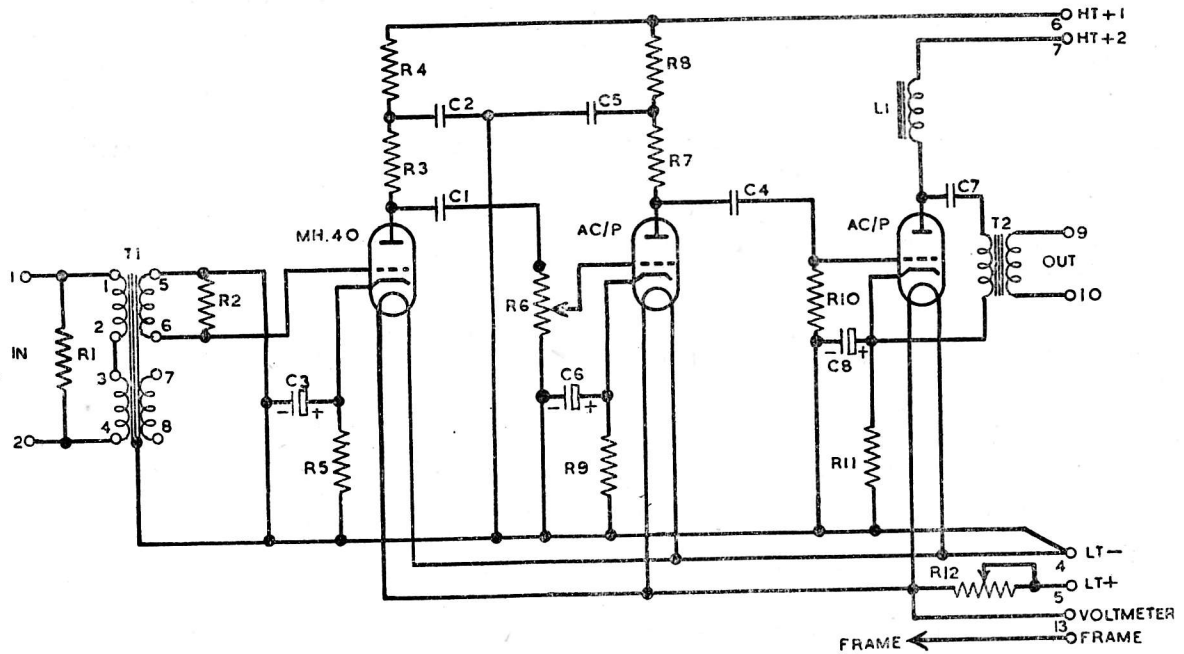 HT+1
6
HT+2
7
R4
R8
C2
C5
L1
R3
R7
C1
C4
C7
MH.40
AC/P
AC/P
T2
9
T1
OUT
1
1
5
R2
R6
R10
10
2
6
IN
R1
- C8 +
3
7
C3
- +
C6
- +
2
4
8
R5
R9
R11
LT-
4
R12
LT+
5
VOLTMETER
13
FRAME
FRAME